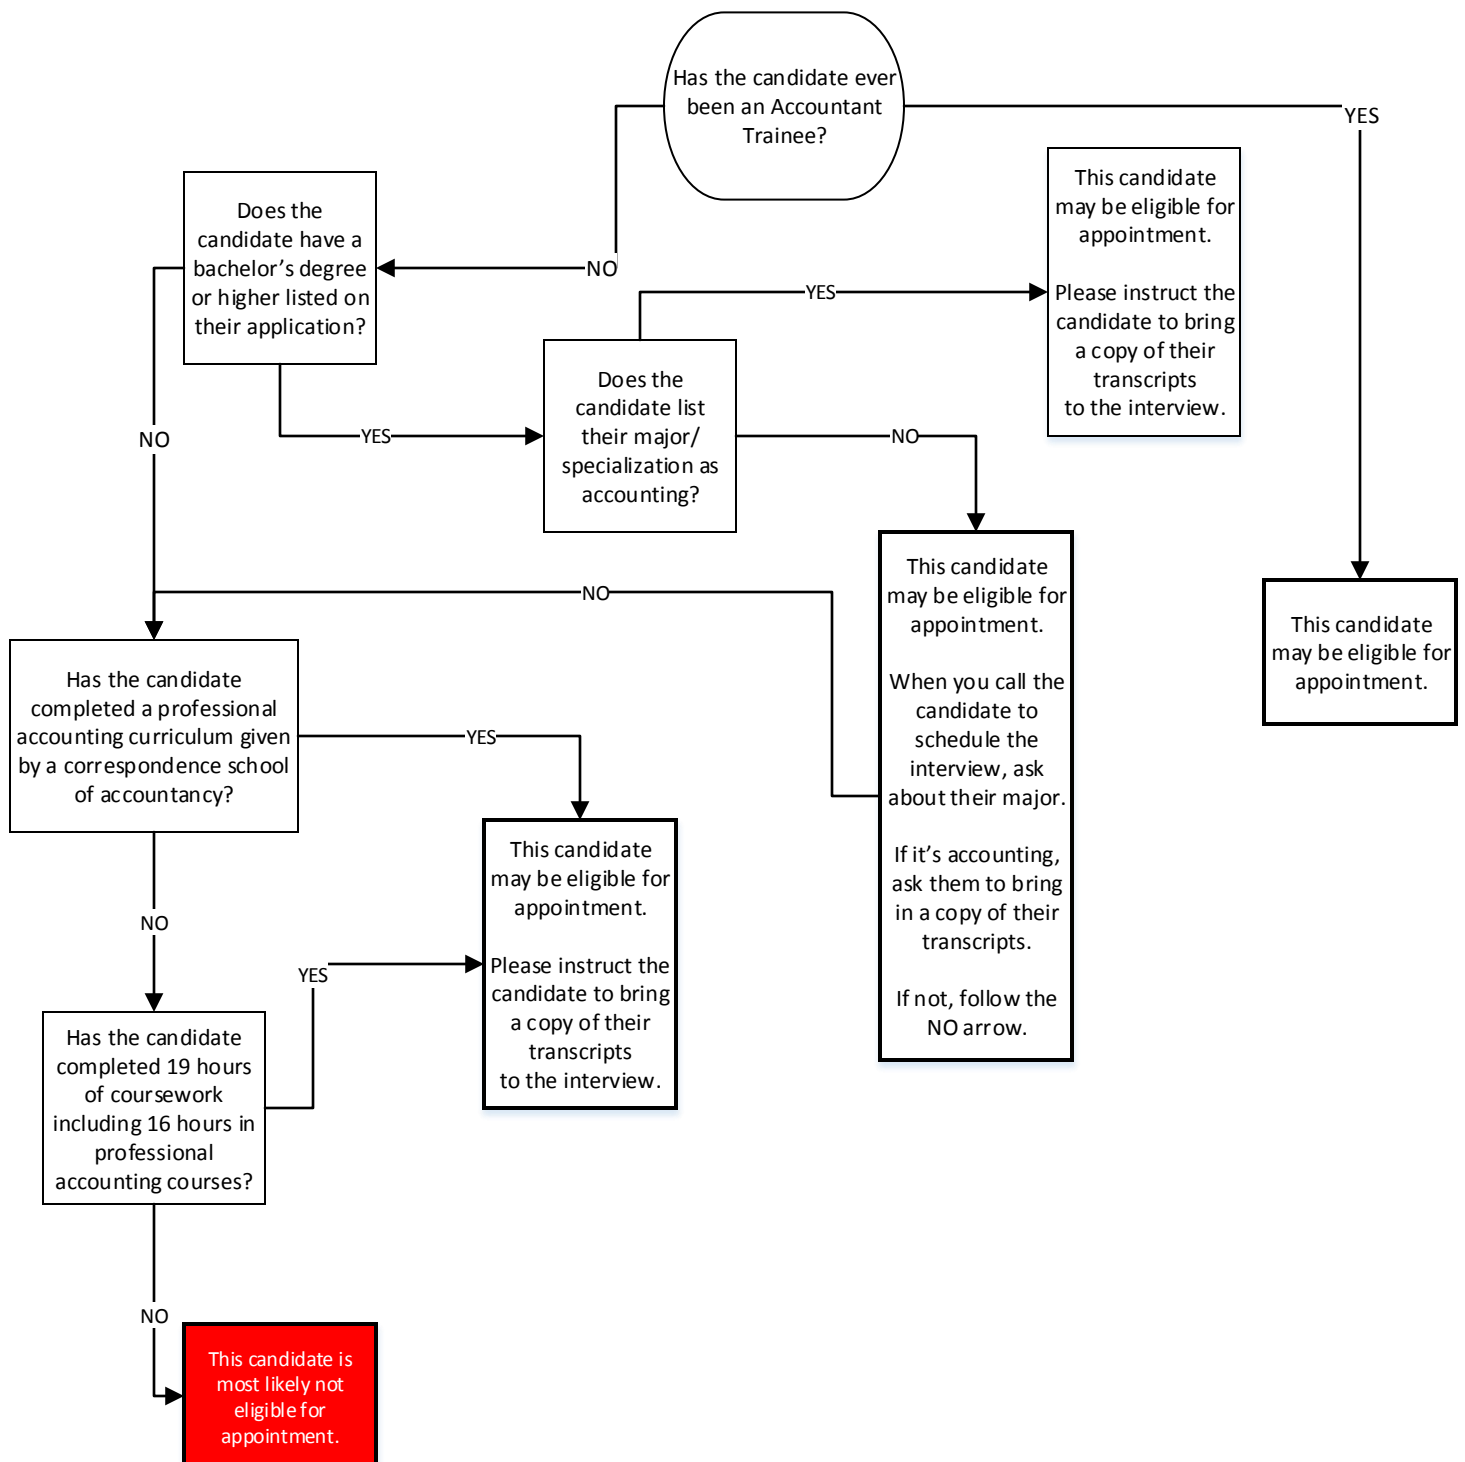 Has the candidate ever
been an Accountant
Trainee?
YES
This candidate
may be eligible for
appointment.
Please instruct the
candidate to bring
a copy of their
transcripts
to the interview.
Does the
candidate have a
bachelor’s degree
or higher listed on
their application?
NO
YES
Does the
candidate list
their major/
specialization as
accounting?
NO
YES
NO
This candidate
may be eligible for
appointment.
When you call the
candidate to
schedule the
interview, ask
about their major.
If it’s accounting,
ask them to bring
in a copy of their
transcripts.
If not, follow the
NO arrow.
This candidate
may be eligible for
appointment.
NO
Has the candidate
completed a professional
accounting curriculum given
by a correspondence school
of accountancy?
YES
This candidate
may be eligible for
appointment.
Please instruct the
candidate to bring
a copy of their
transcripts
to the interview.
NO
YES
Has the candidate
completed 19 hours
of coursework
including 16 hours in
professional
accounting courses?
NO
This candidate is
most likely not
eligible for
appointment.